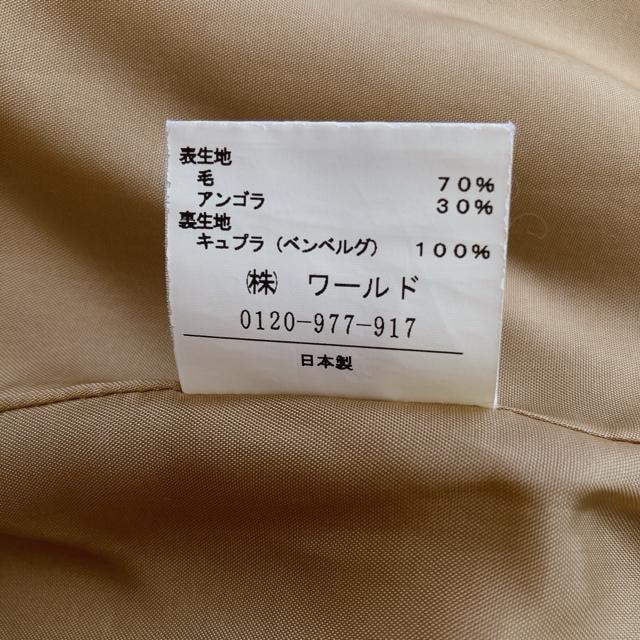 表生地
毛 70%
アンゴラ 30%
裏生地
キュプラ（ベンベルグ） 100%
㈱ ワールド
0120-977-917
日本製